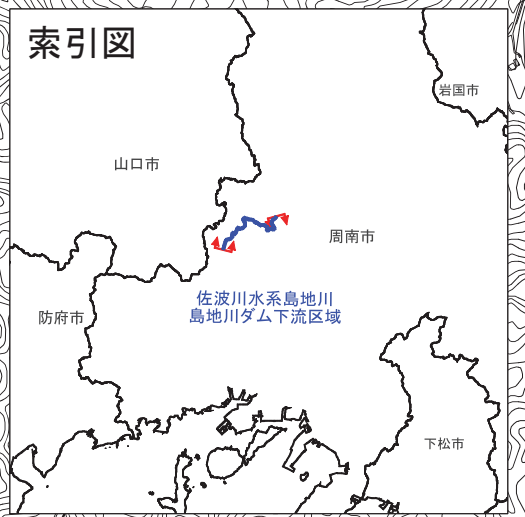 索引図
岩国市
山口市
周南市
佐波川水系島地川
島地川ダム下流区域
防府市
下松市